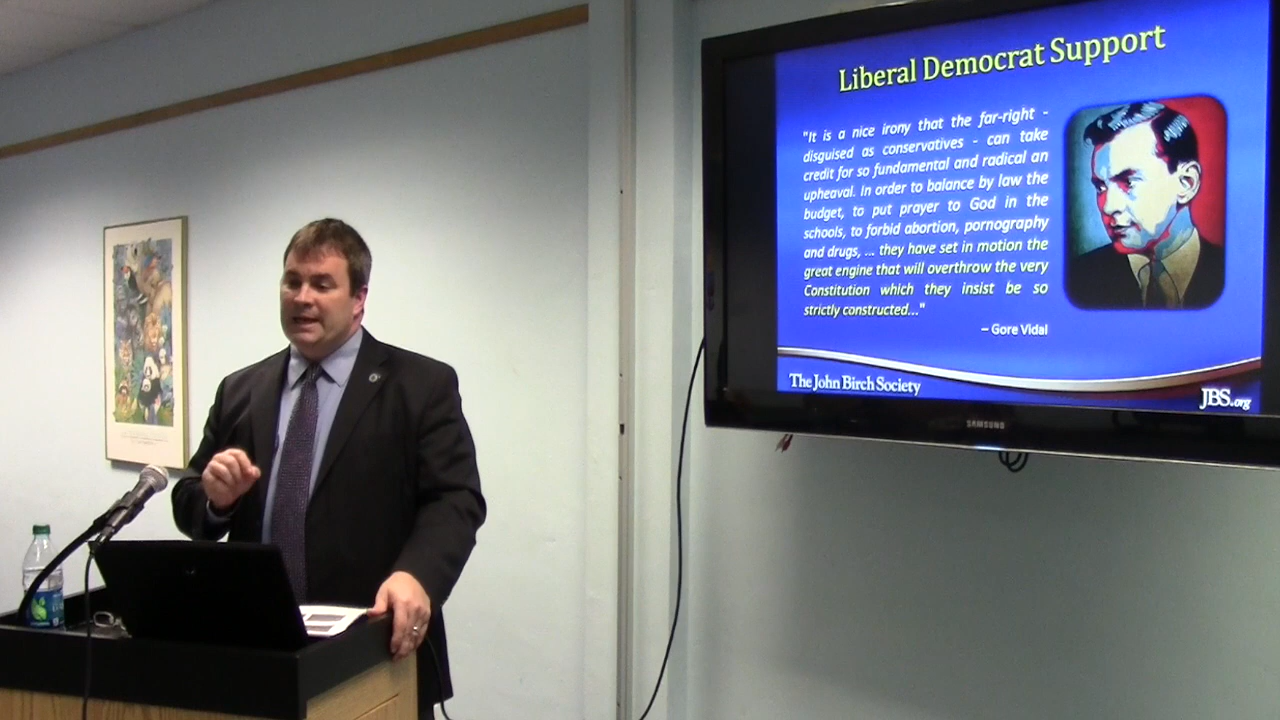 Liberal Democrat Support
"It is a nice irony that the far-right -
disguised as conservatives - can take
credit for so fundamental and radical an
upheaval. In order to balance by law the
budget, to put prayer to God in the
schools, to forbid abortion, pornography
and drugs, ... they have set in motion the
great engine that will overthrow the very
Constitution which they insist be so
strictly constructed..."
– Gore Vidal
The John Birch Society
JBS.org
SAMSUNG